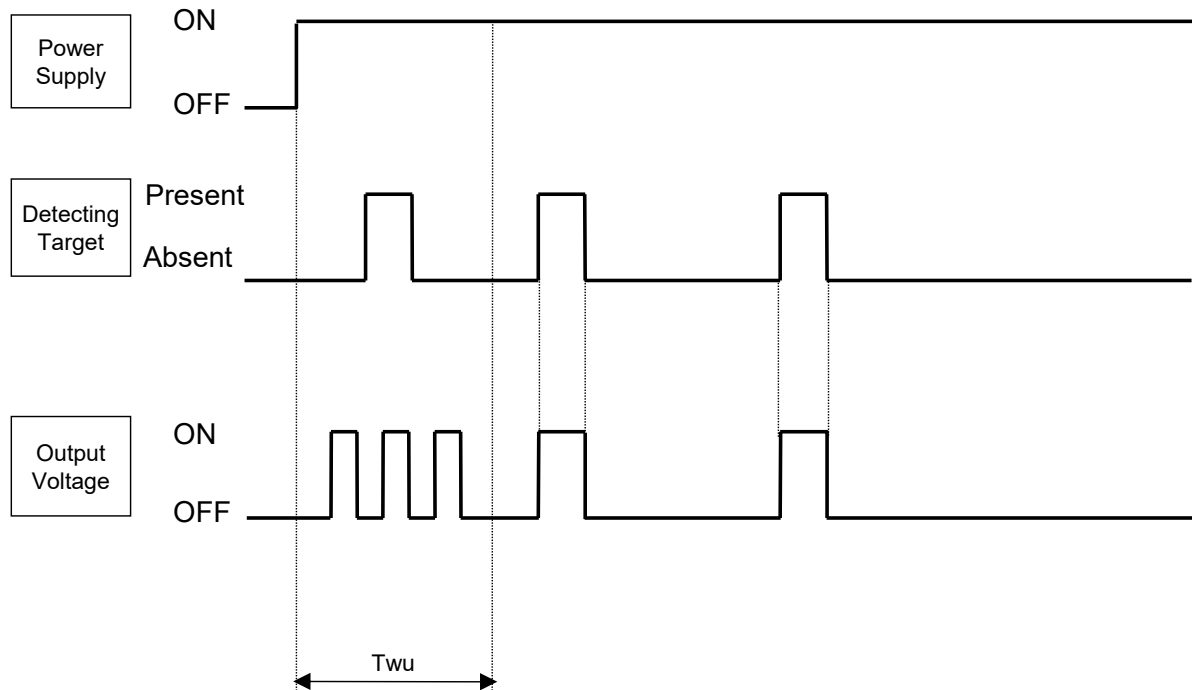 Power
Supply
ON
OFF
Detecting
Target
Present
Absent
Output
Voltage
ON
OFF
Twu